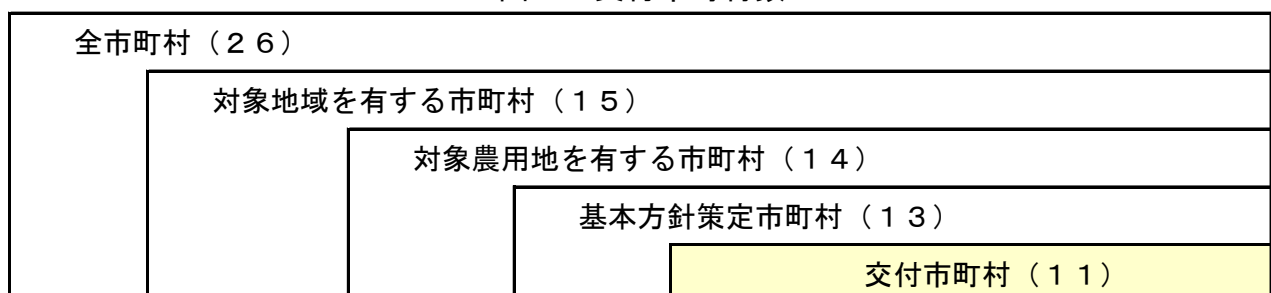 全市町村（２６）
対象地域を有する市町村（１５）
対象農用地を有する市町村（１４）
基本方針策定市町村（１３）
交付市町村（１１）